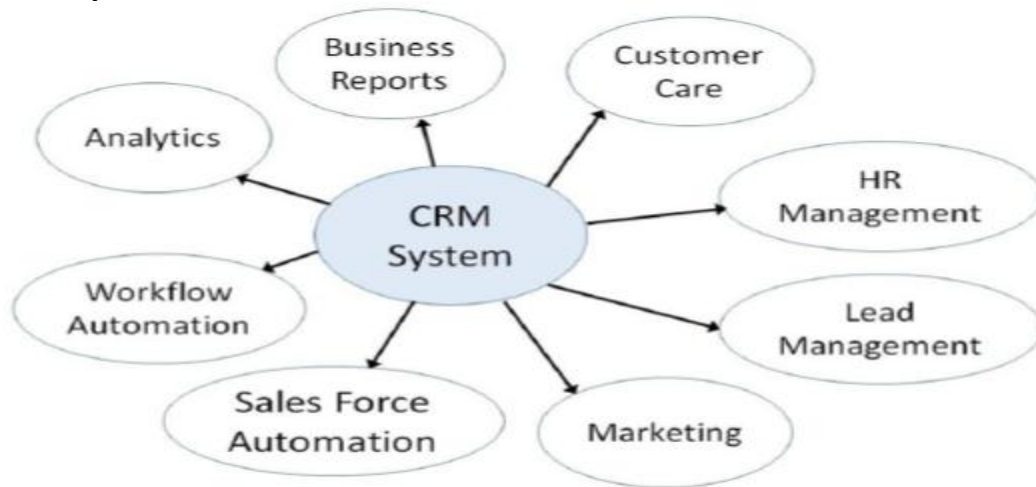 Business
Reports
Customer
Care
Analytics
HR
Management
CRM
System
Workflow
Automation
Lead
Management
Sales Force
Automation
Marketing